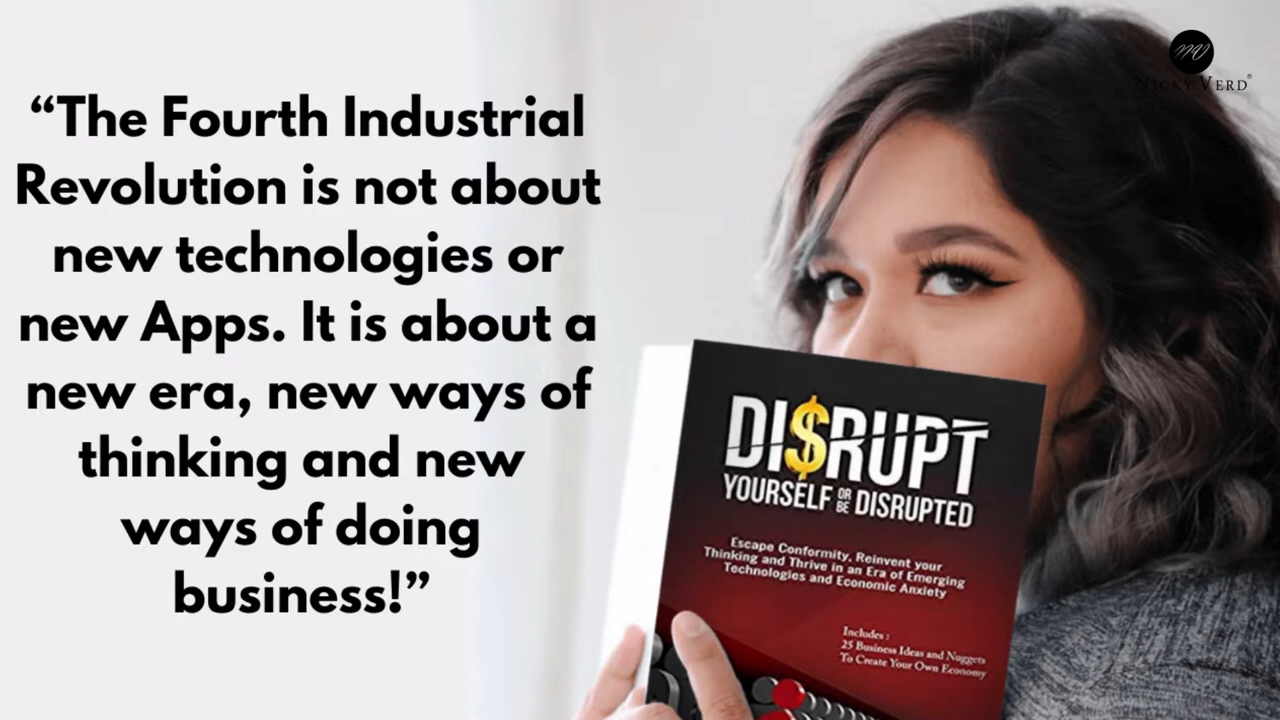 “The Fourth Industrial
Revolution is not about
new technologies or
new Apps. It is about a
new era, new ways of
thinking and new
ways of doing
business!”
NV
NICKY VERD®
DI$RUPT
YOURSELF OR BE DISRUPTED
Escape Conformity, Reinvent your
Thinking and Thrive in an Era of Emerging
Technologies and Economic Anxiety
Includes :
25 Business Ideas and Nuggets
To Create Your Own Economy